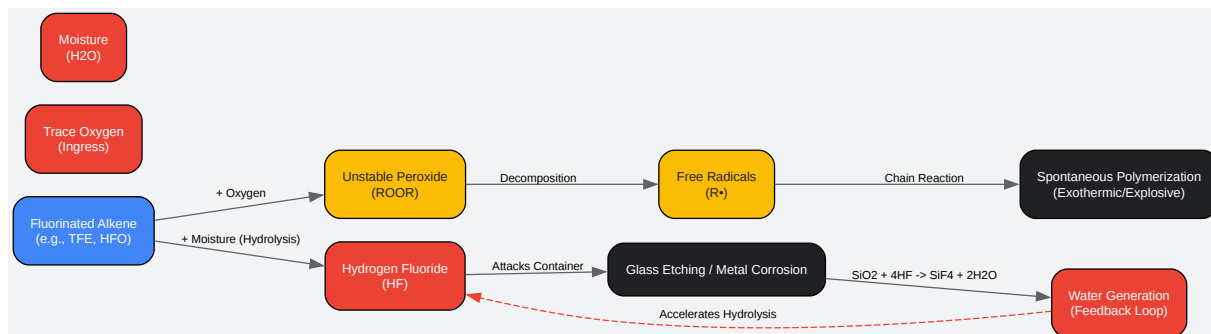 Moisture
(H2O)
Trace Oxygen
(Ingress)
Fluorinated Alkene
(e.g., TFE, HFO)
+ Oxygen
+ Moisture (Hydrolysis)
Unstable Peroxide
(ROOR)
Decomposition
Free Radicals
(R•)
Chain Reaction
Spontaneous Polymerization
(Exothermic/Explosive)
Hydrogen Fluoride
(HF)
Attacks Container
Glass Etching / Metal Corrosion
SiO2 + 4HF -> SiF4 + 2H2O
Water Generation
(Feedback Loop)
Accelerates Hydrolysis